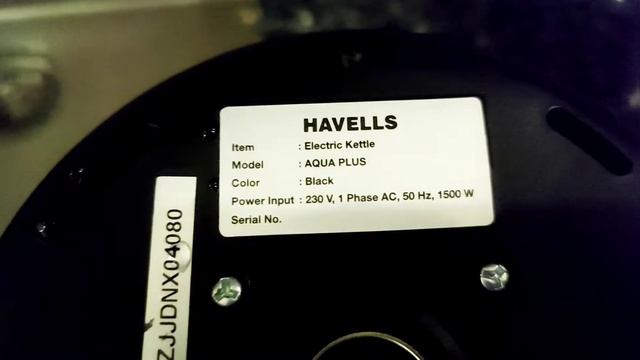 HAVELLS
Item : Electric Kettle
Model : AQUA PLUS
Color : Black
Power Input : 230 V, 1 Phase AC, 50 Hz, 1500 W
Serial No.
ZJJDNX04080